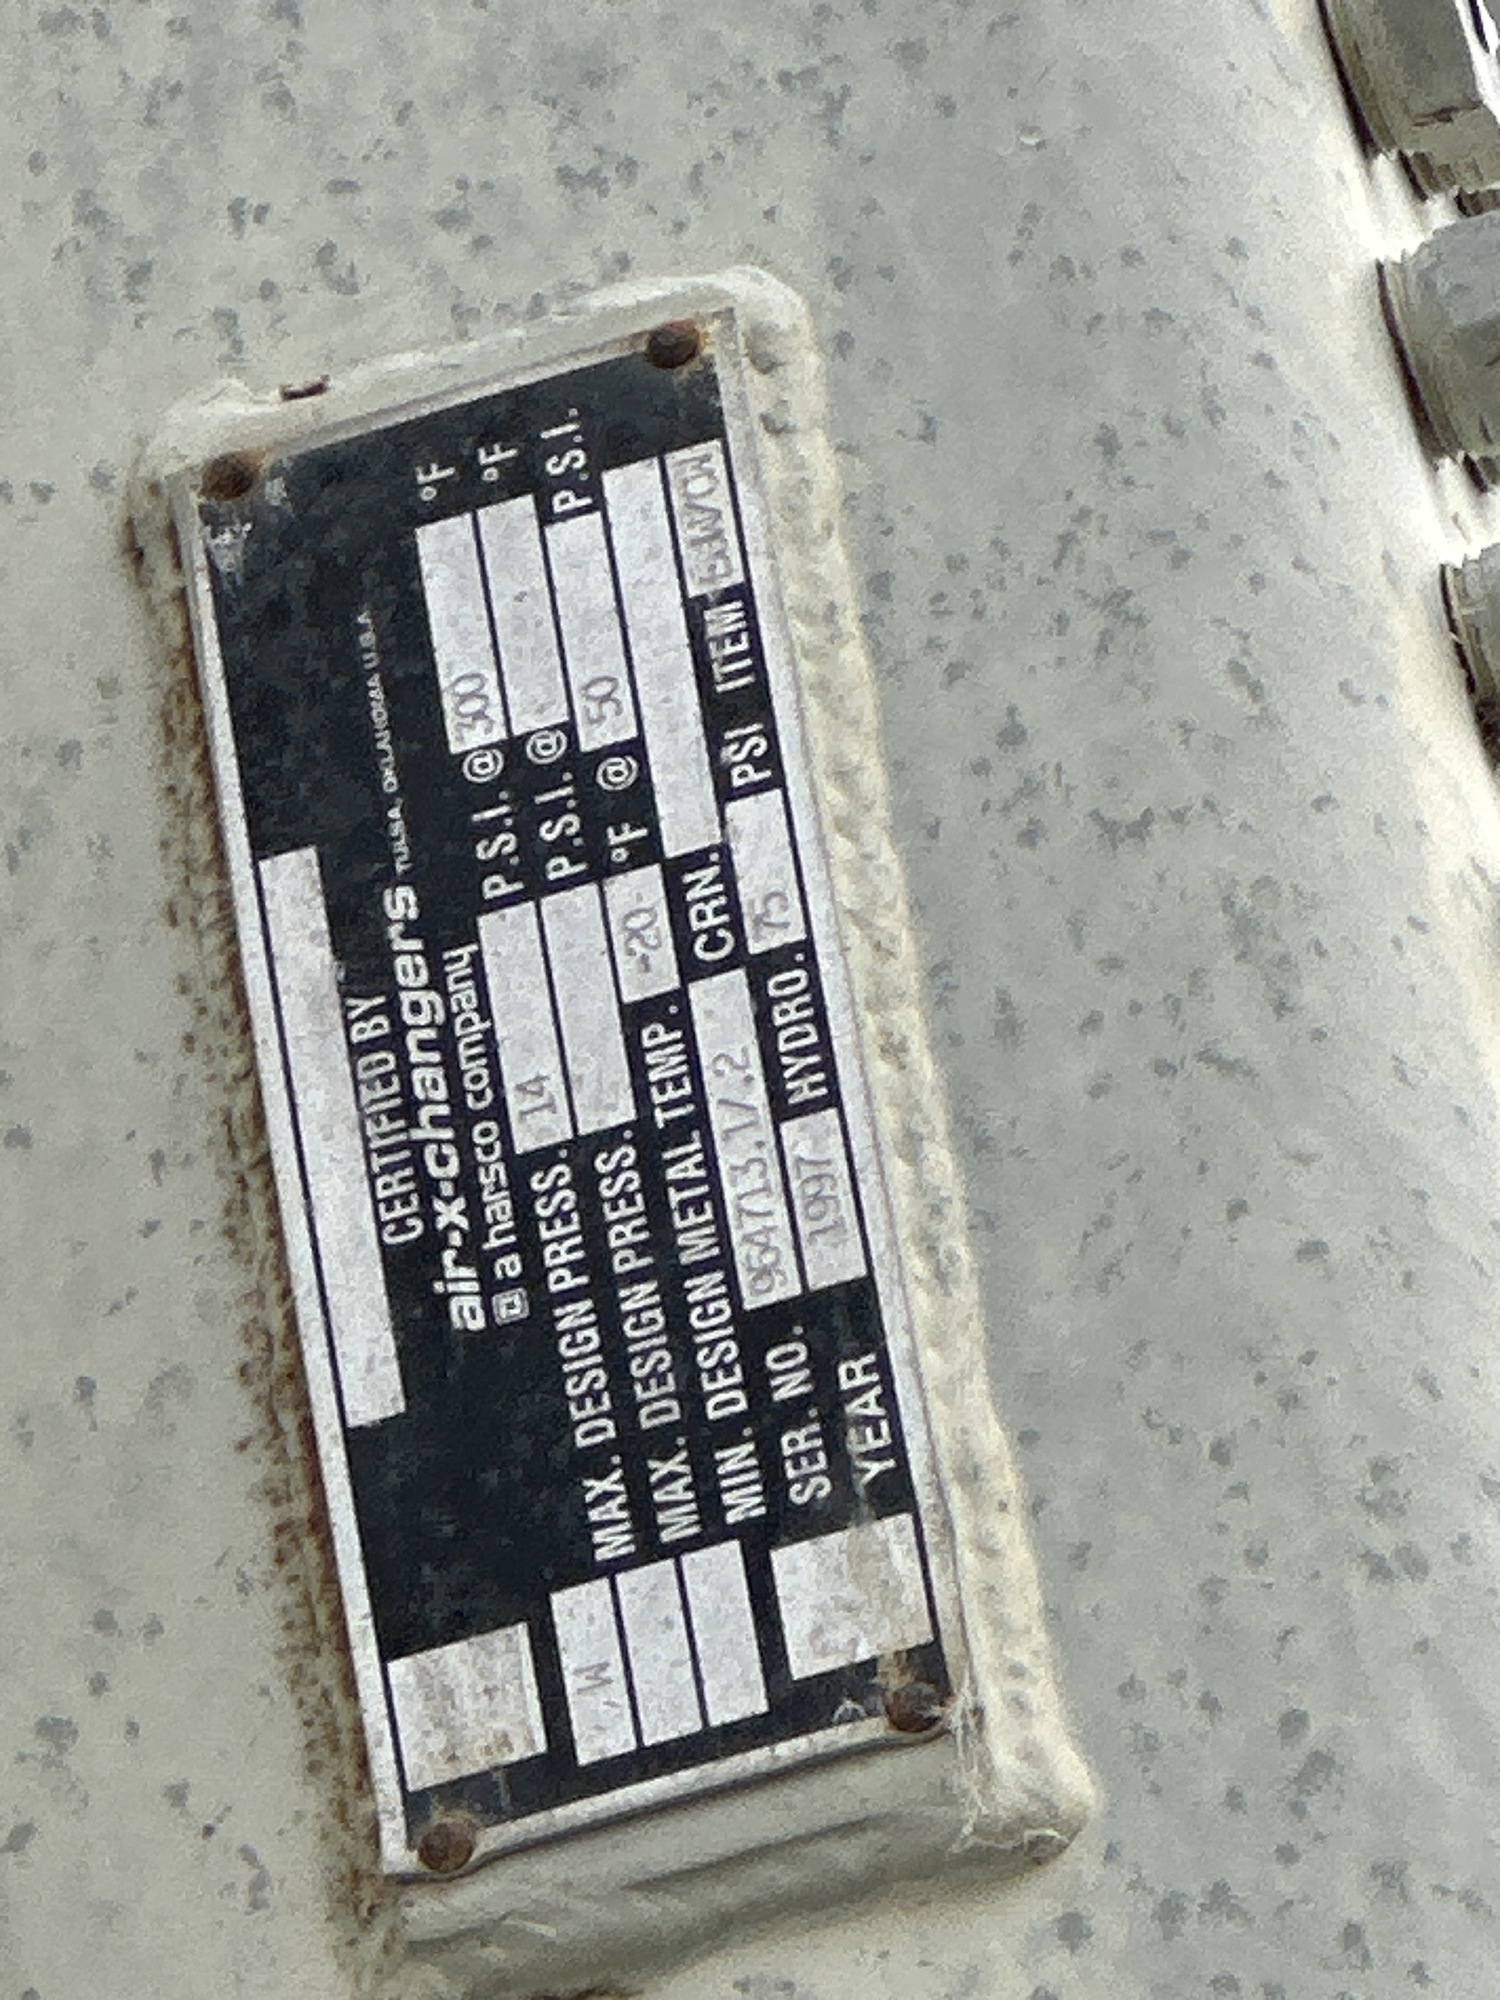 CERTIFIED BY
air-x-changers TULSA, OKLAHOMA U.S.A.
a harsco company
W
MAX. DESIGN PRESS. 14 P.S.I. @ 300 °F
MAX. DESIGN PRESS. P.S.I. @ °F
MIN. DESIGN METAL TEMP. -20 °F @ 50 P.S.I.
SER. NO. 964713.1/.2 CRN.
YEAR 1997 HYDRO. 75 PSI ITEM